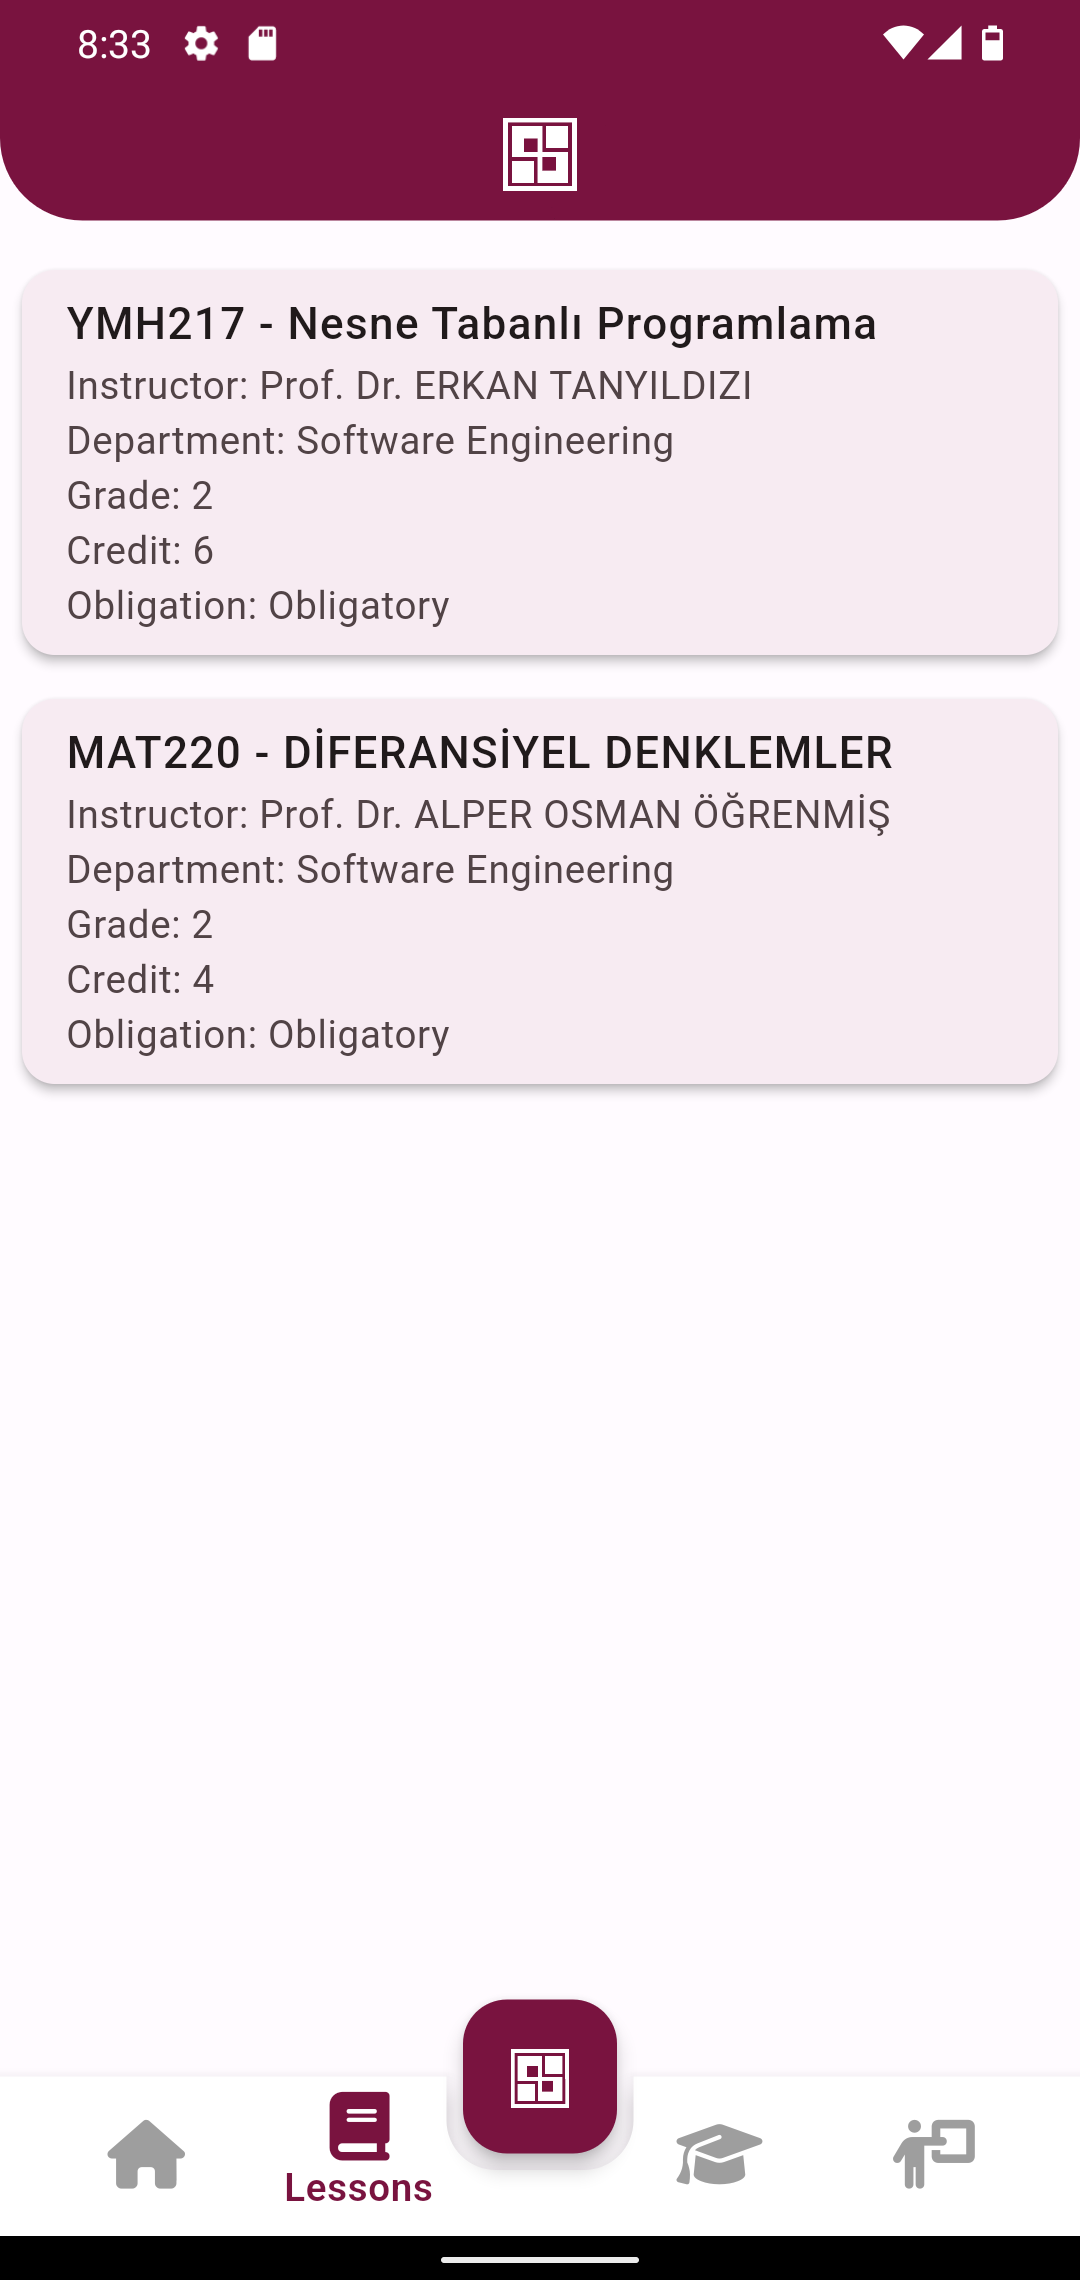 8:33
YMH217 - Nesne Tabanlı Programlama
Instructor: Prof. Dr. ERKAN TANYILDIZI
Department: Software Engineering
Grade: 2
Credit: 6
Obligation: Obligatory
MAT220 - DİFERANSİYEL DENKLEMLER
Instructor: Prof. Dr. ALPER OSMAN ÖĞRENMİŞ
Department: Software Engineering
Grade: 2
Credit: 4
Obligation: Obligatory
Lessons